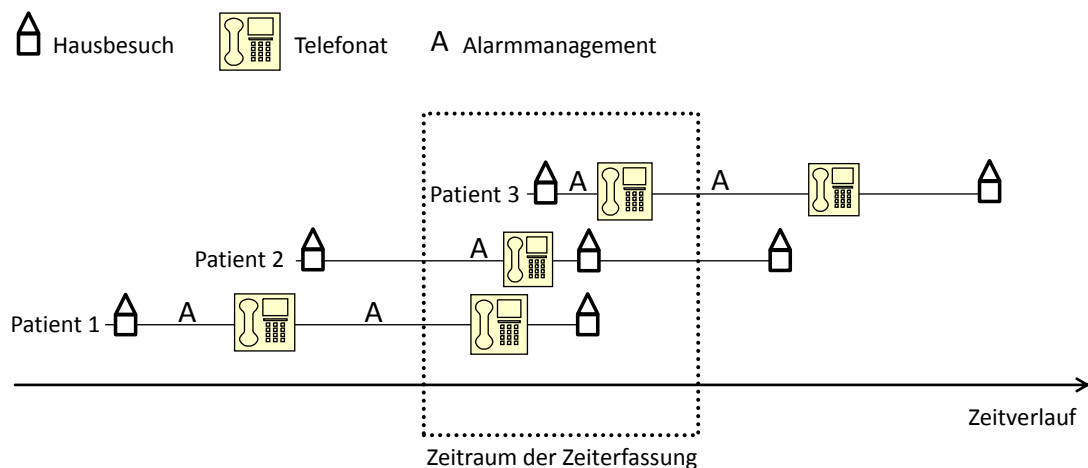 Hausbesuch
Telefonat
A Alarmmanagement
Patient 3
A
A
Patient 2
A
Patient 1
A
A
Zeitverlauf
Zeitraum der Zeiterfassung